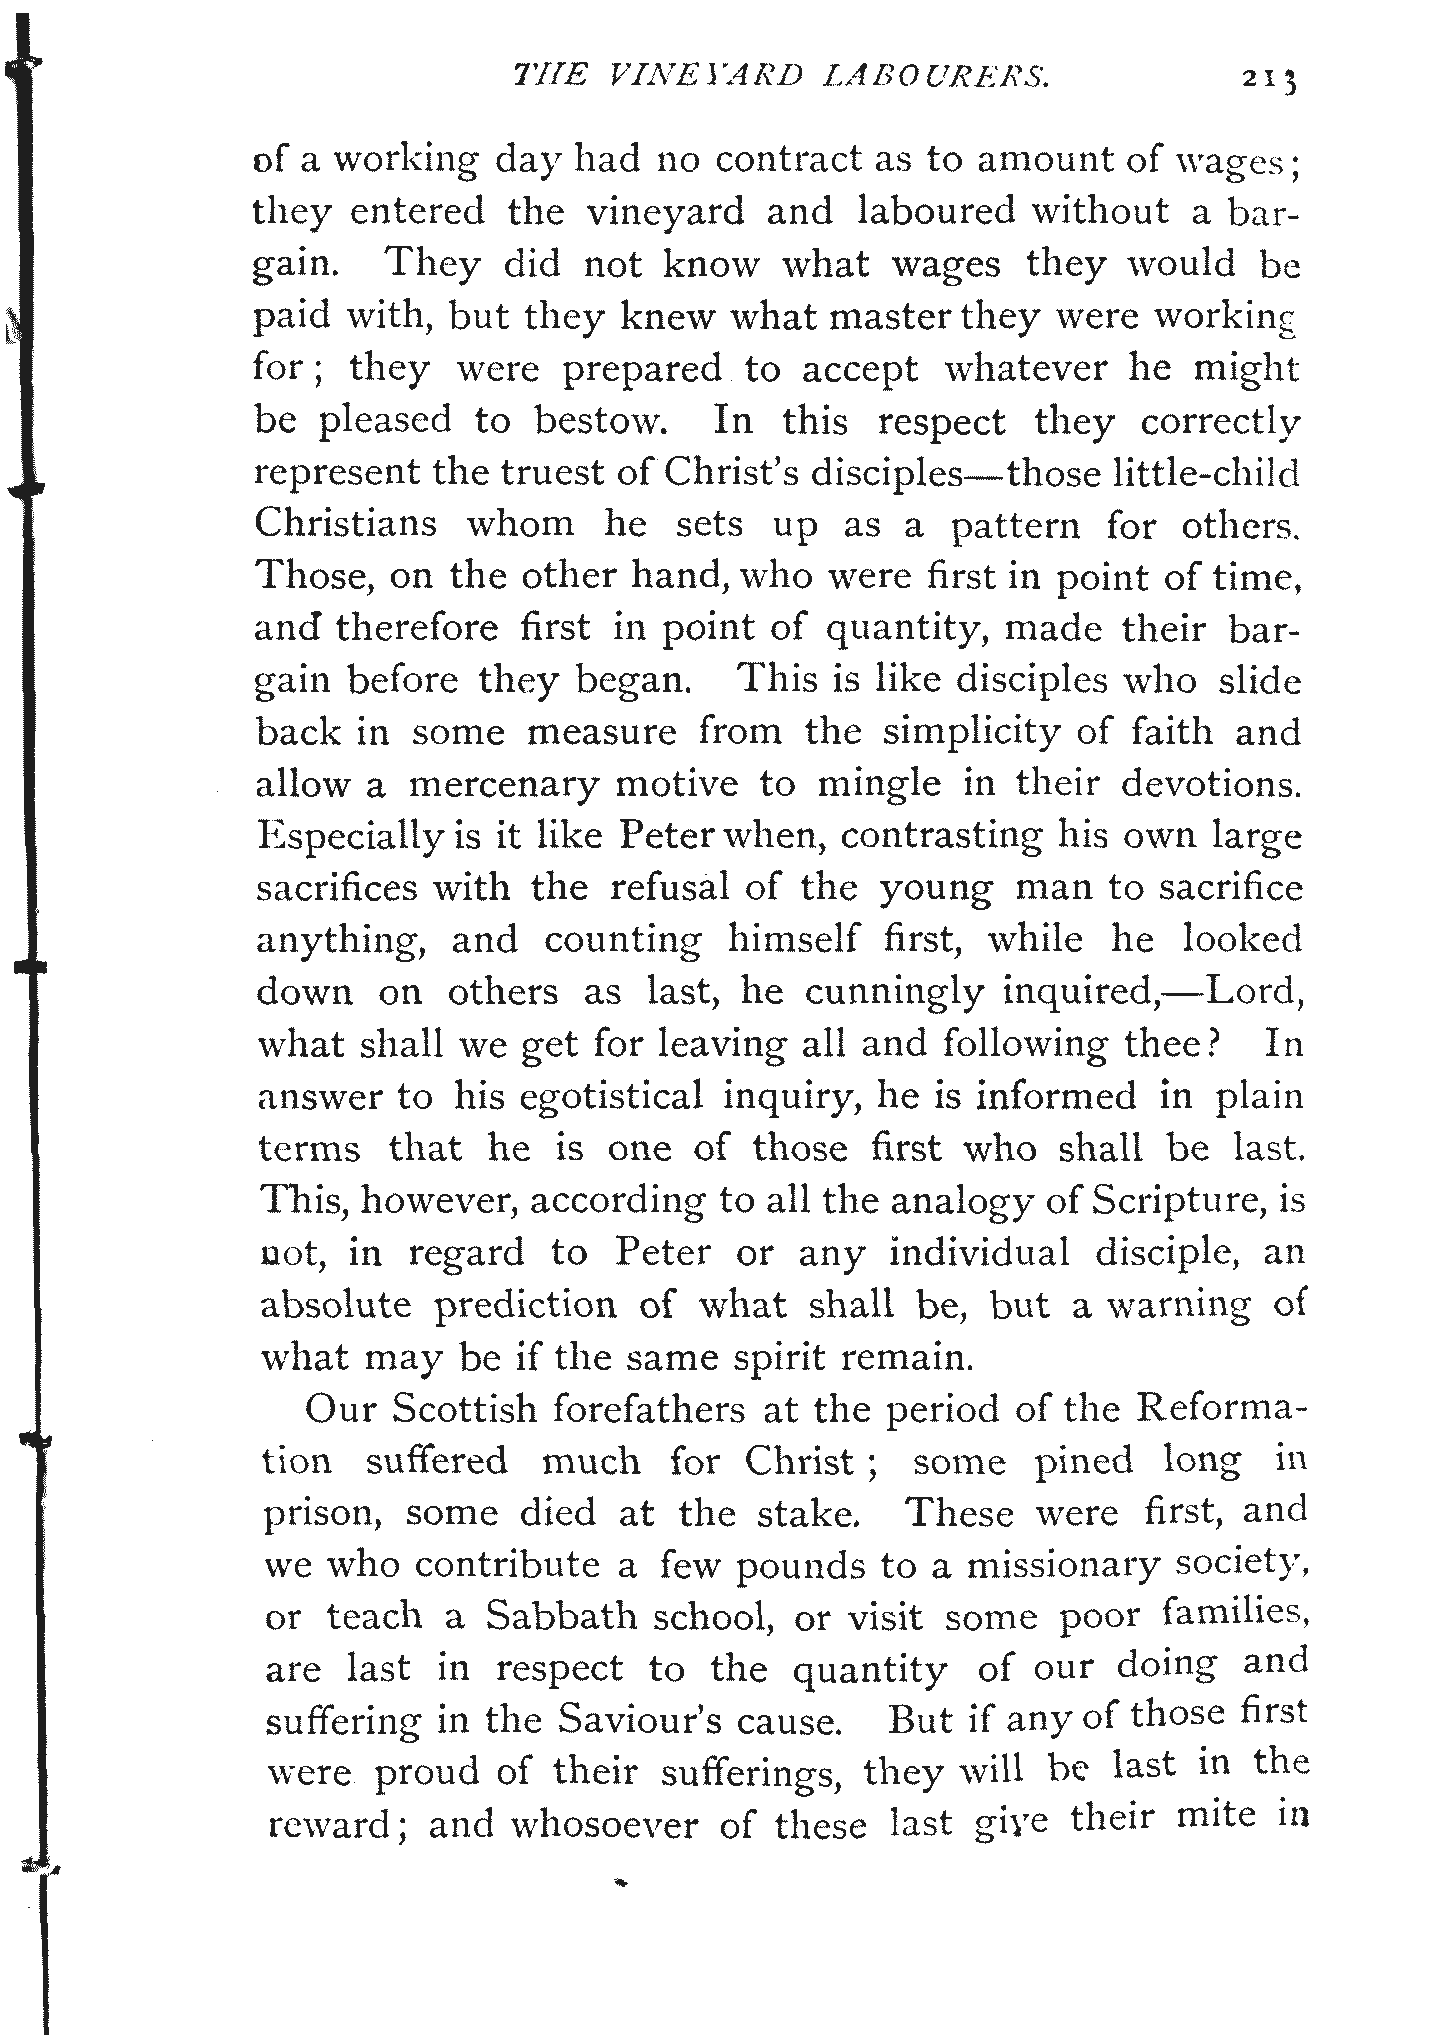 THE VINEYARD LABOURERS. 213
of a working day had no contract as to amount of wages;
they entered the vineyard and laboured without a bar-
gain. They did not know what wages they would be
paid with, but they knew what master they were working
for; they were prepared to accept whatever he might
be pleased to bestow. In this respect they correctly
represent the truest of Christ's disciples—those little-child
Christians whom he sets up as a pattern for others.
Those, on the other hand, who were first in point of time,
and therefore first in point of quantity, made their bar-
gain before they began. This is like disciples who slide
back in some measure from the simplicity of faith and
allow a mercenary motive to mingle in their devotions.
Especially is it like Peter when, contrasting his own large
sacrifices with the refusal of the young man to sacrifice
anything, and counting himself first, while he looked
down on others as last, he cunningly inquired,—Lord,
what shall we get for leaving all and following thee? In
answer to his egotistical inquiry, he is informed in plain
terms that he is one of those first who shall be last.
This, however, according to all the analogy of Scripture, is
not, in regard to Peter or any individual disciple, an
absolute prediction of what shall be, but a warning of
what may be if the same spirit remain.
Our Scottish forefathers at the period of the Reforma-
tion suffered much for Christ; some pined long in
prison, some died at the stake. These were first, and
we who contribute a few pounds to a missionary society,
or teach a Sabbath school, or visit some poor families,
are last in respect to the quantity of our doing and
suffering in the Saviour's cause. But if any of those first
were proud of their sufferings, they will be last in the
reward; and whosoever of these last give their mite in